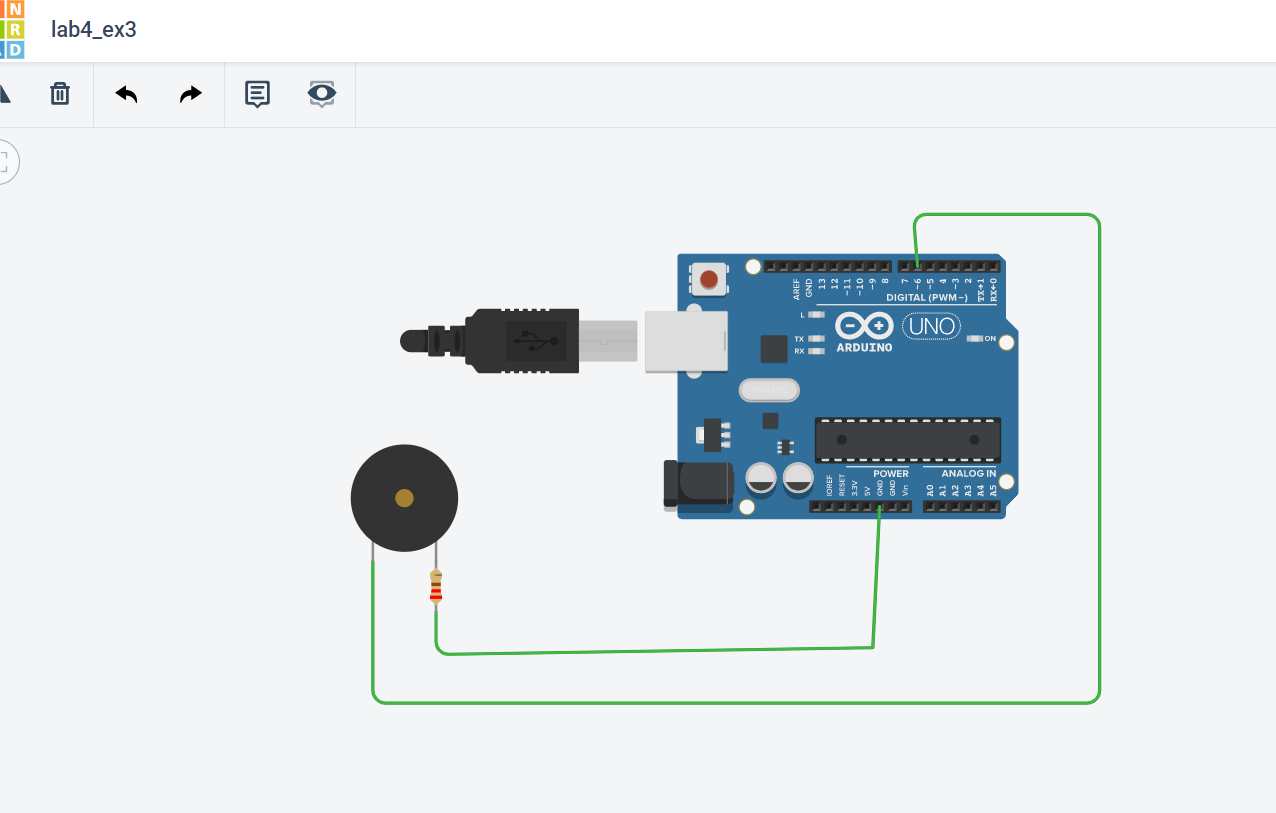 N
R
A D
lab4_ex3
AREF
GND
13
12
~11
~10
~9
8
7
~6
~5
4
~3
2
TX→1
RX←0
DIGITAL (PWM~)
L
TX
RX
ARDUINO
UNO
ON
POWER
ANALOG IN
IOREF
RESET
3.3V
5V
GND
GND
Vin
A0
A1
A2
A3
A4
A5